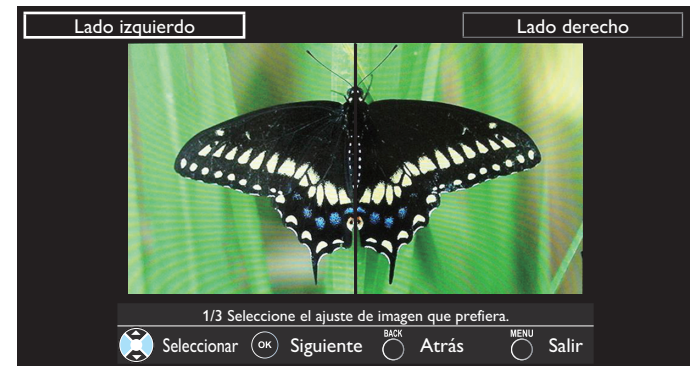 Lado izquierdo
Lado derecho
1/3 Seleccione el ajuste de imagen que prefiera.
Seleccionar OK Siguiente BACK Atrás MENU Salir